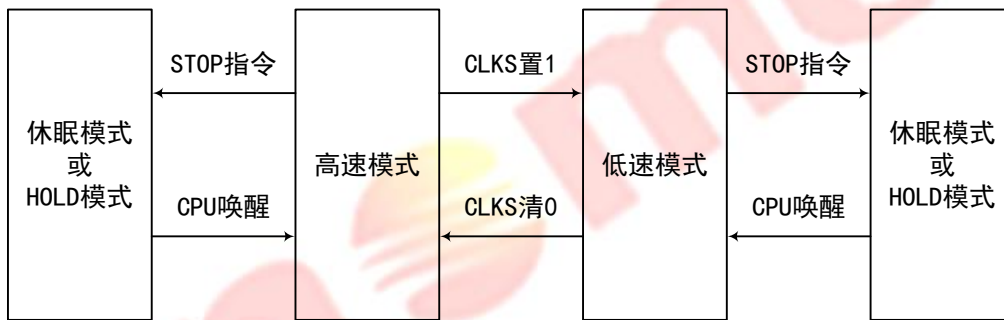 STOP指令
CLKS置1
STOP指令
休眠模式
或
HOLD模式
高速模式
低速模式
休眠模式
或
HOLD模式
CPU唤醒
CLKS清0
CPU唤醒